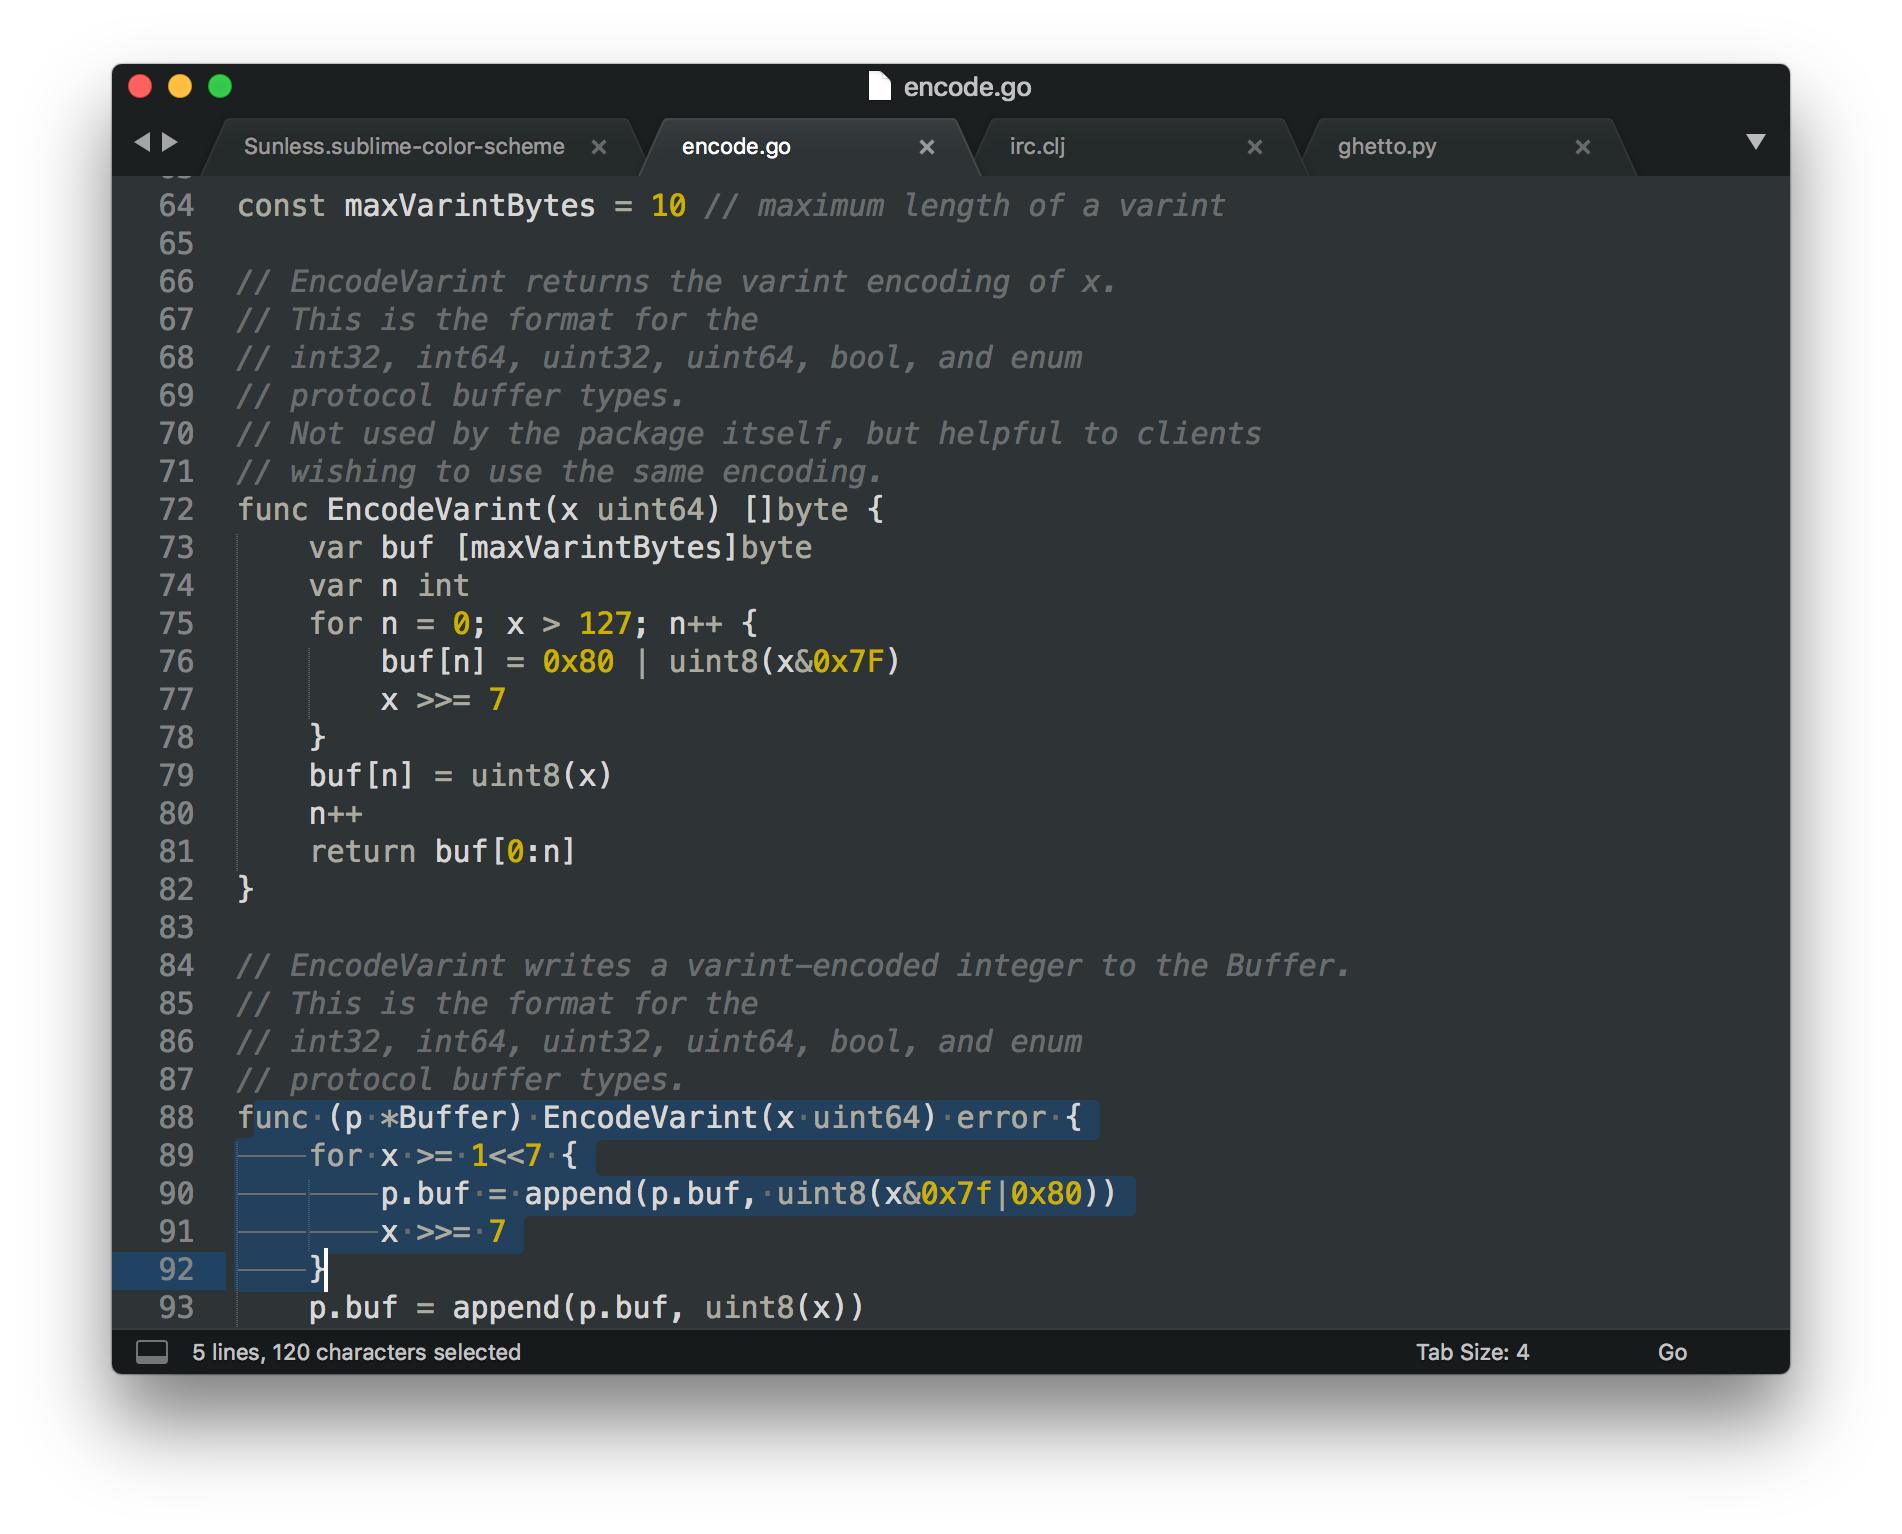 encode.go
Sunless.sublime-color-scheme × encode.go × irc.clj × ghetto.py ×
64 const maxVarintBytes = 10 // maximum length of a varint
65
66 // EncodeVarint returns the varint encoding of x.
67 // This is the format for the
68 // int32, int64, uint32, uint64, bool, and enum
69 // protocol buffer types.
70 // Not used by the package itself, but helpful to clients
71 // wishing to use the same encoding.
72 func EncodeVarint(x uint64) []byte {
73     var buf [maxVarintBytes]byte
74     var n int
75     for n = 0; x > 127; n++ {
76         buf[n] = 0x80 | uint8(x&0x7F)
77         x >>= 7
78     }
79     buf[n] = uint8(x)
80     n++
81     return buf[0:n]
82 }
83
84 // EncodeVarint writes a varint-encoded integer to the Buffer.
85 // This is the format for the
86 // int32, int64, uint32, uint64, bool, and enum
87 // protocol buffer types.
88 func (p *Buffer) EncodeVarint(x uint64) error {
89     for x >= 1<<7 {
90         p.buf = append(p.buf, uint8(x&0x7f|0x80))
91         x >>= 7
92     }
93     p.buf = append(p.buf, uint8(x))
5 lines, 120 characters selected Tab Size: 4 Go